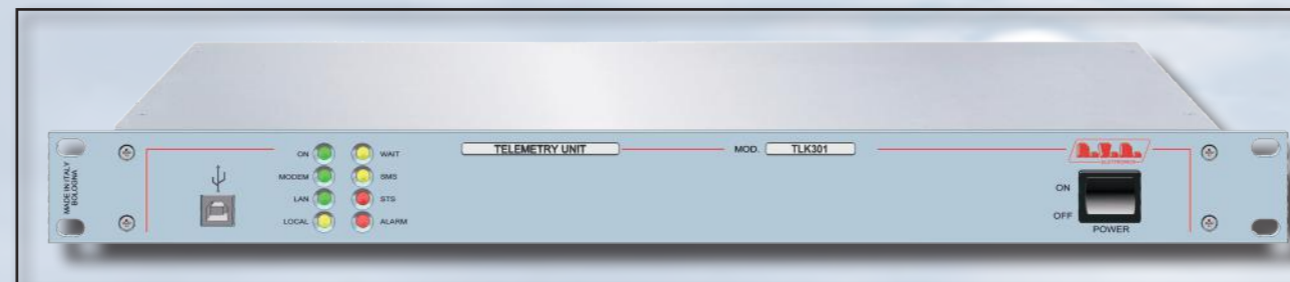 MADE IN ITALY
BOLOGNA
ON WAIT
MODEM SMS
LAN STS
LOCAL ALARM
TELEMETRY UNIT MOD. TLK301
ON
OFF
POWER